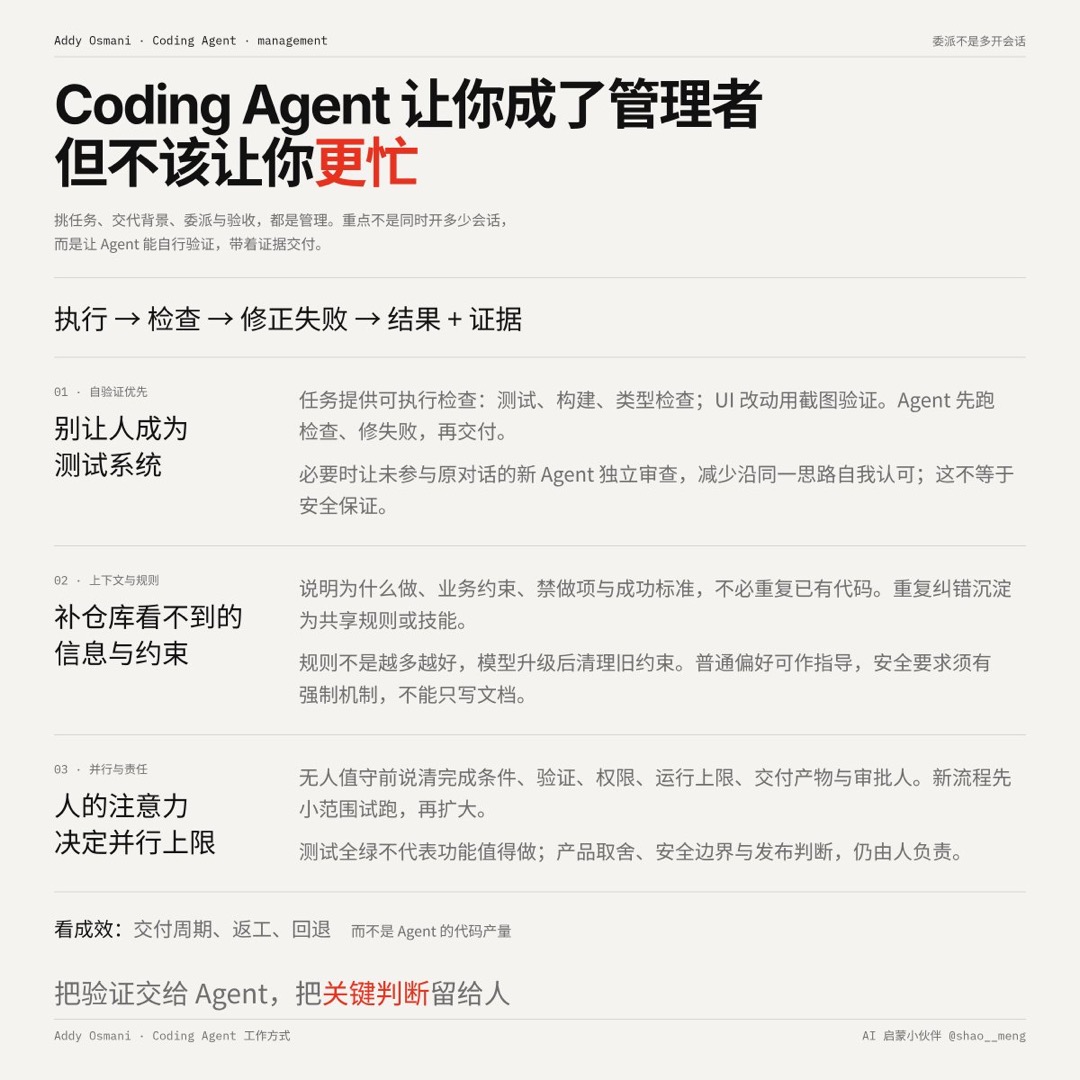 Addy Osmani · Coding Agent · management
委派不是多开会话
Coding Agent 让你成了管理者
但不该让你更忙
挑任务、交代背景、委派与验收，都是管理。重点不是同时开多少会话，
而是让 Agent 能自行验证，带着证据交付。
执行 → 检查 → 修正失败 → 结果 + 证据
01 · 自验证优先
别让人成为
测试系统
任务提供可执行检查：测试、构建、类型检查；UI 改动用截图验证。Agent 先跑
检查、修失败，再交付。
必要时让未参与原对话的新 Agent 独立审查，减少沿同一思路自我认可；这不等于
安全保证。
02 · 上下文与规则
补仓库看不到的
信息与约束
说明为什么做、业务约束、禁做项与成功标准，不必重复已有代码。重复纠错沉淀
为共享规则或技能。
规则不是越多越好，模型升级后清理旧约束。普通偏好可作指导，安全要求须有
强制机制，不能只写文档。
03 · 并行与责任
人的注意力
决定并行上限
无人值守前说清完成条件、验证、权限、运行上限、交付产物与审批人。新流程先
小范围试跑，再扩大。
测试全绿不代表功能值得做；产品取舍、安全边界与发布判断，仍由人负责。
看成效：交付周期、返工、回退 而不是 Agent 的代码产量
把验证交给 Agent，把关键判断留给人
Addy Osmani · Coding Agent 工作方式
AI 启蒙小伙伴 @shao__meng